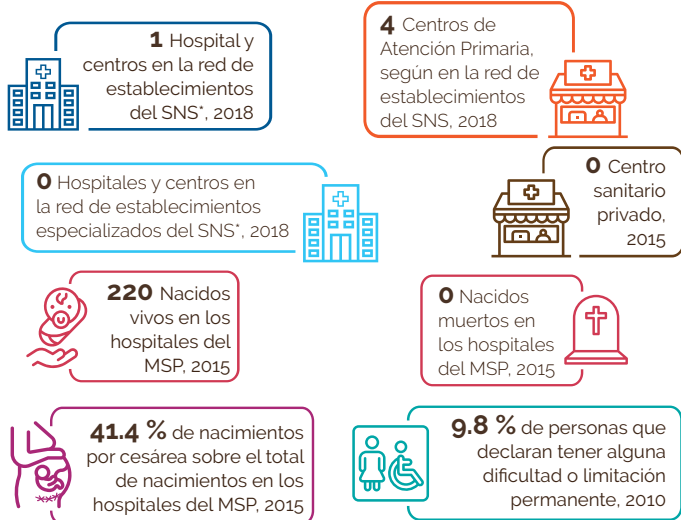 1 Hospital y
centros en la red de
establecimientos
del SNS*, 2018
4 Centros de
Atención Primaria,
según en la red de
establecimientos
del SNS, 2018
0 Hospitales y centros en
la red de establecimientos
especializados del SNS*, 2018
0 Centro
sanitario
privado,
2015
220 Nacidos
vivos en los
hospitales del
MSP, 2015
0 Nacidos
muertos en
los hospitales
del MSP, 2015
41.4 % de nacimientos
por cesárea sobre el total
de nacimientos en los
hospitales del MSP, 2015
9.8 % de personas que
declaran tener alguna
dificultad o limitación
permanente, 2010